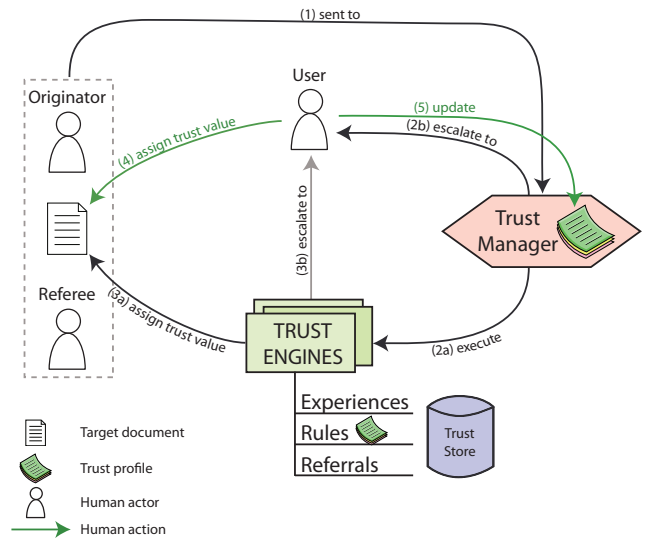 (1) sent to
User
Originator
(5) update
(2b) escalate to
(4) assign trust value
Trust
Manager
(3b) escalate to
Referee
(3a) assign trust value
TRUST
ENGINES
(2a) execute
Experiences
Rules
Referrals
Trust
Store
Target document
Trust profile
Human actor
Human action